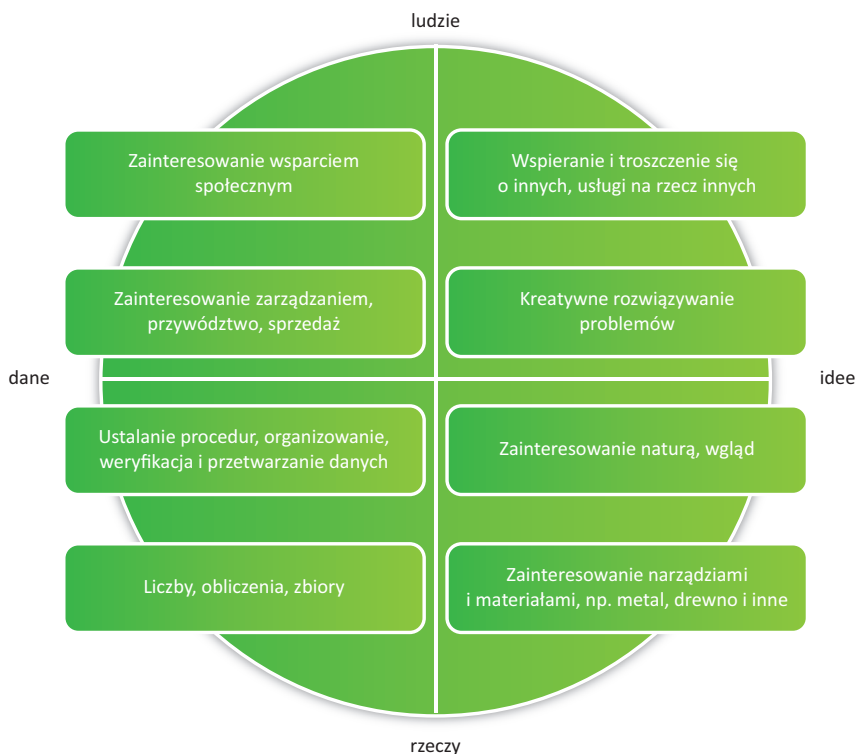 ludzie
Zainteresowanie wsparciem
społecznym
Wspieranie i troszczenie się
o innych, usługi na rzecz innych
Zainteresowanie zarządzaniem,
przywództwo, sprzedaż
Kreatywne rozwiązywanie
problemów
dane
idee
Ustalanie procedur, organizowanie,
weryfikacja i przetwarzanie danych
Zainteresowanie naturą, wgląd
Liczby, obliczenia, zbiory
Zainteresowanie narządziami
i materiałami, np. metal, drewno i inne
rzeczy